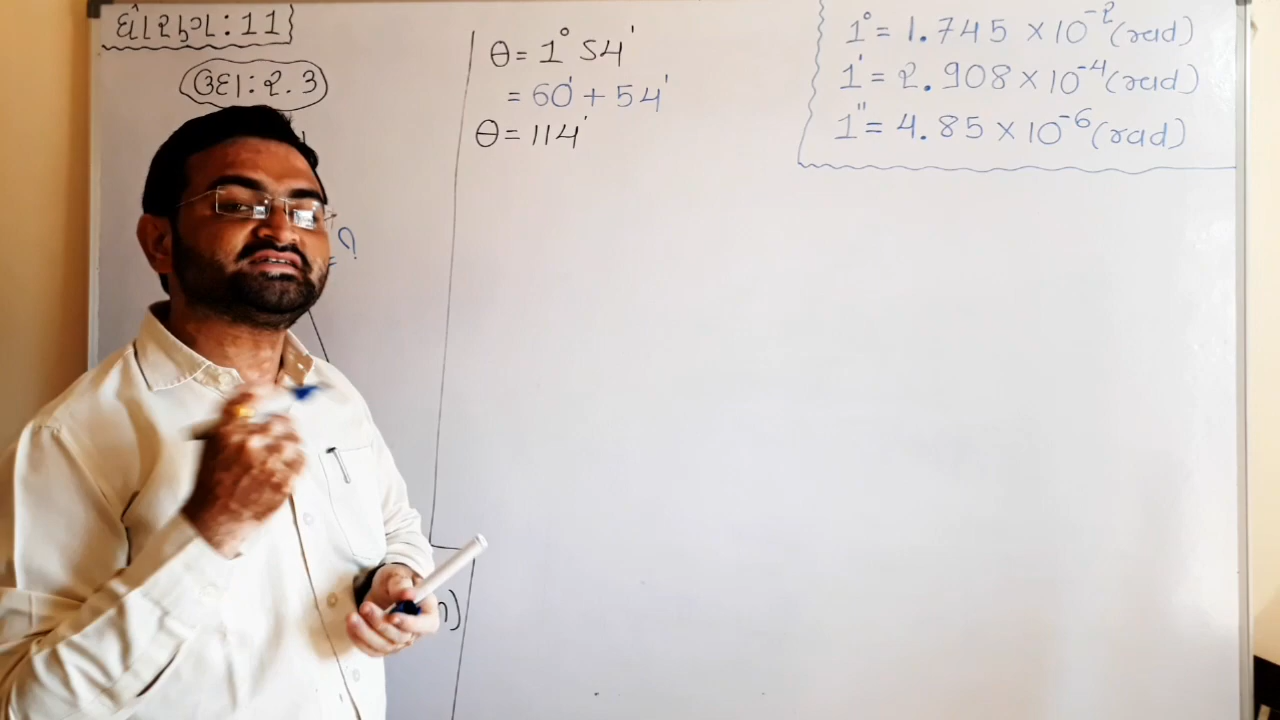 ધોરણ : 11
ઉદા : 2.3
θ = 1° 54'
= 60' + 54'
θ = 114'
1° = 1.745 × 10⁻² (rad)
1' = 2.908 × 10⁻⁴ (rad)
1" = 4.85 × 10⁻⁶ (rad)
= ?